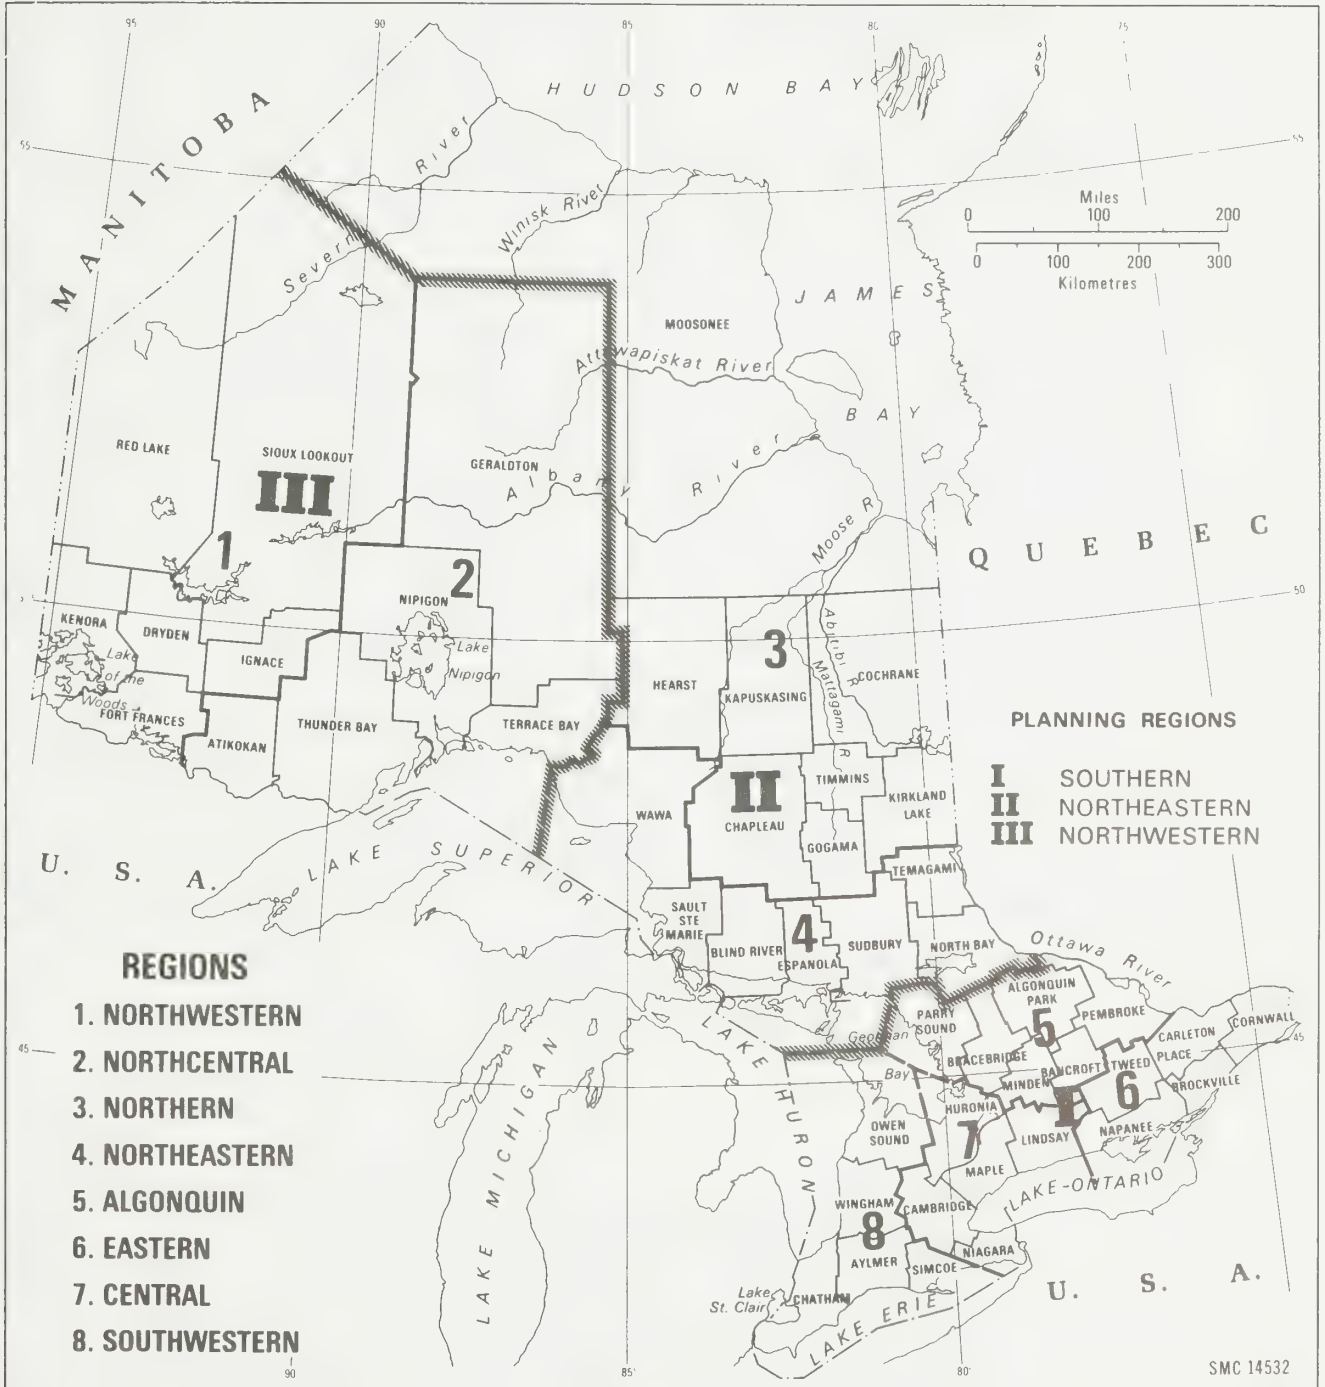 95
90
85
80
75
HUDSON BAY
MANITOBA
55
55
Severn River
Winisk River
Miles
0 100 200
0 100 200 300
Kilometres
JAMES
BAY
MOOSONEE
Attawapiskat River
RED LAKE
SIOUX LOOKOUT
III
GERALDTON
Albany River
1
2
Moose R
QUEBEC
50
NIPIGON
KENORA
DRYDEN
IGNACE
Lake
of the
Woods
FORT FRANCES
ATIKOKAN
THUNDER BAY
Lake
Nipigon
TERRACE BAY
HEARST
3
KAPUSKASING
Abitibi R
Mattagami R
COCHRANE
PLANNING REGIONS
I SOUTHERN
II NORTHEASTERN
III NORTHWESTERN
II
CHAPLEAU
WAWA
TIMMINS
KIRKLAND
LAKE
GOGAMA
TEMAGAMI
U. S. A.
LAKE SUPERIOR
SAULT
STE
MARIE
BLIND RIVER
4
ESPANOLA
SUDBURY
NORTH BAY
Ottawa River
REGIONS
1. NORTHWESTERN
2. NORTHCENTRAL
3. NORTHERN
4. NORTHEASTERN
5. ALGONQUIN
6. EASTERN
7. CENTRAL
8. SOUTHWESTERN
45
45
ALGONQUIN
PARK
5
PARRY
SOUND
PEMBROKE
CARLETON
PLACE
CORNWALL
BRACEBRIDGE
MINDEN
BANCROFT
TWEED
6
BROCKVILLE
Georgian
Bay
LAKE HURON
LAKE MICHIGAN
HURONIA
7
I
LINDSAY
NAPANEE
OWEN
SOUND
MAPLE
LAKE-ONTARIO
WINGHAM
8
CAMBRIDGE
AYLMER
SIMCOE
NIAGARA
CHATHAM
Lake
St. Clair
LAKE ERIE
U. S. A.
90
85
80
SMC 14532